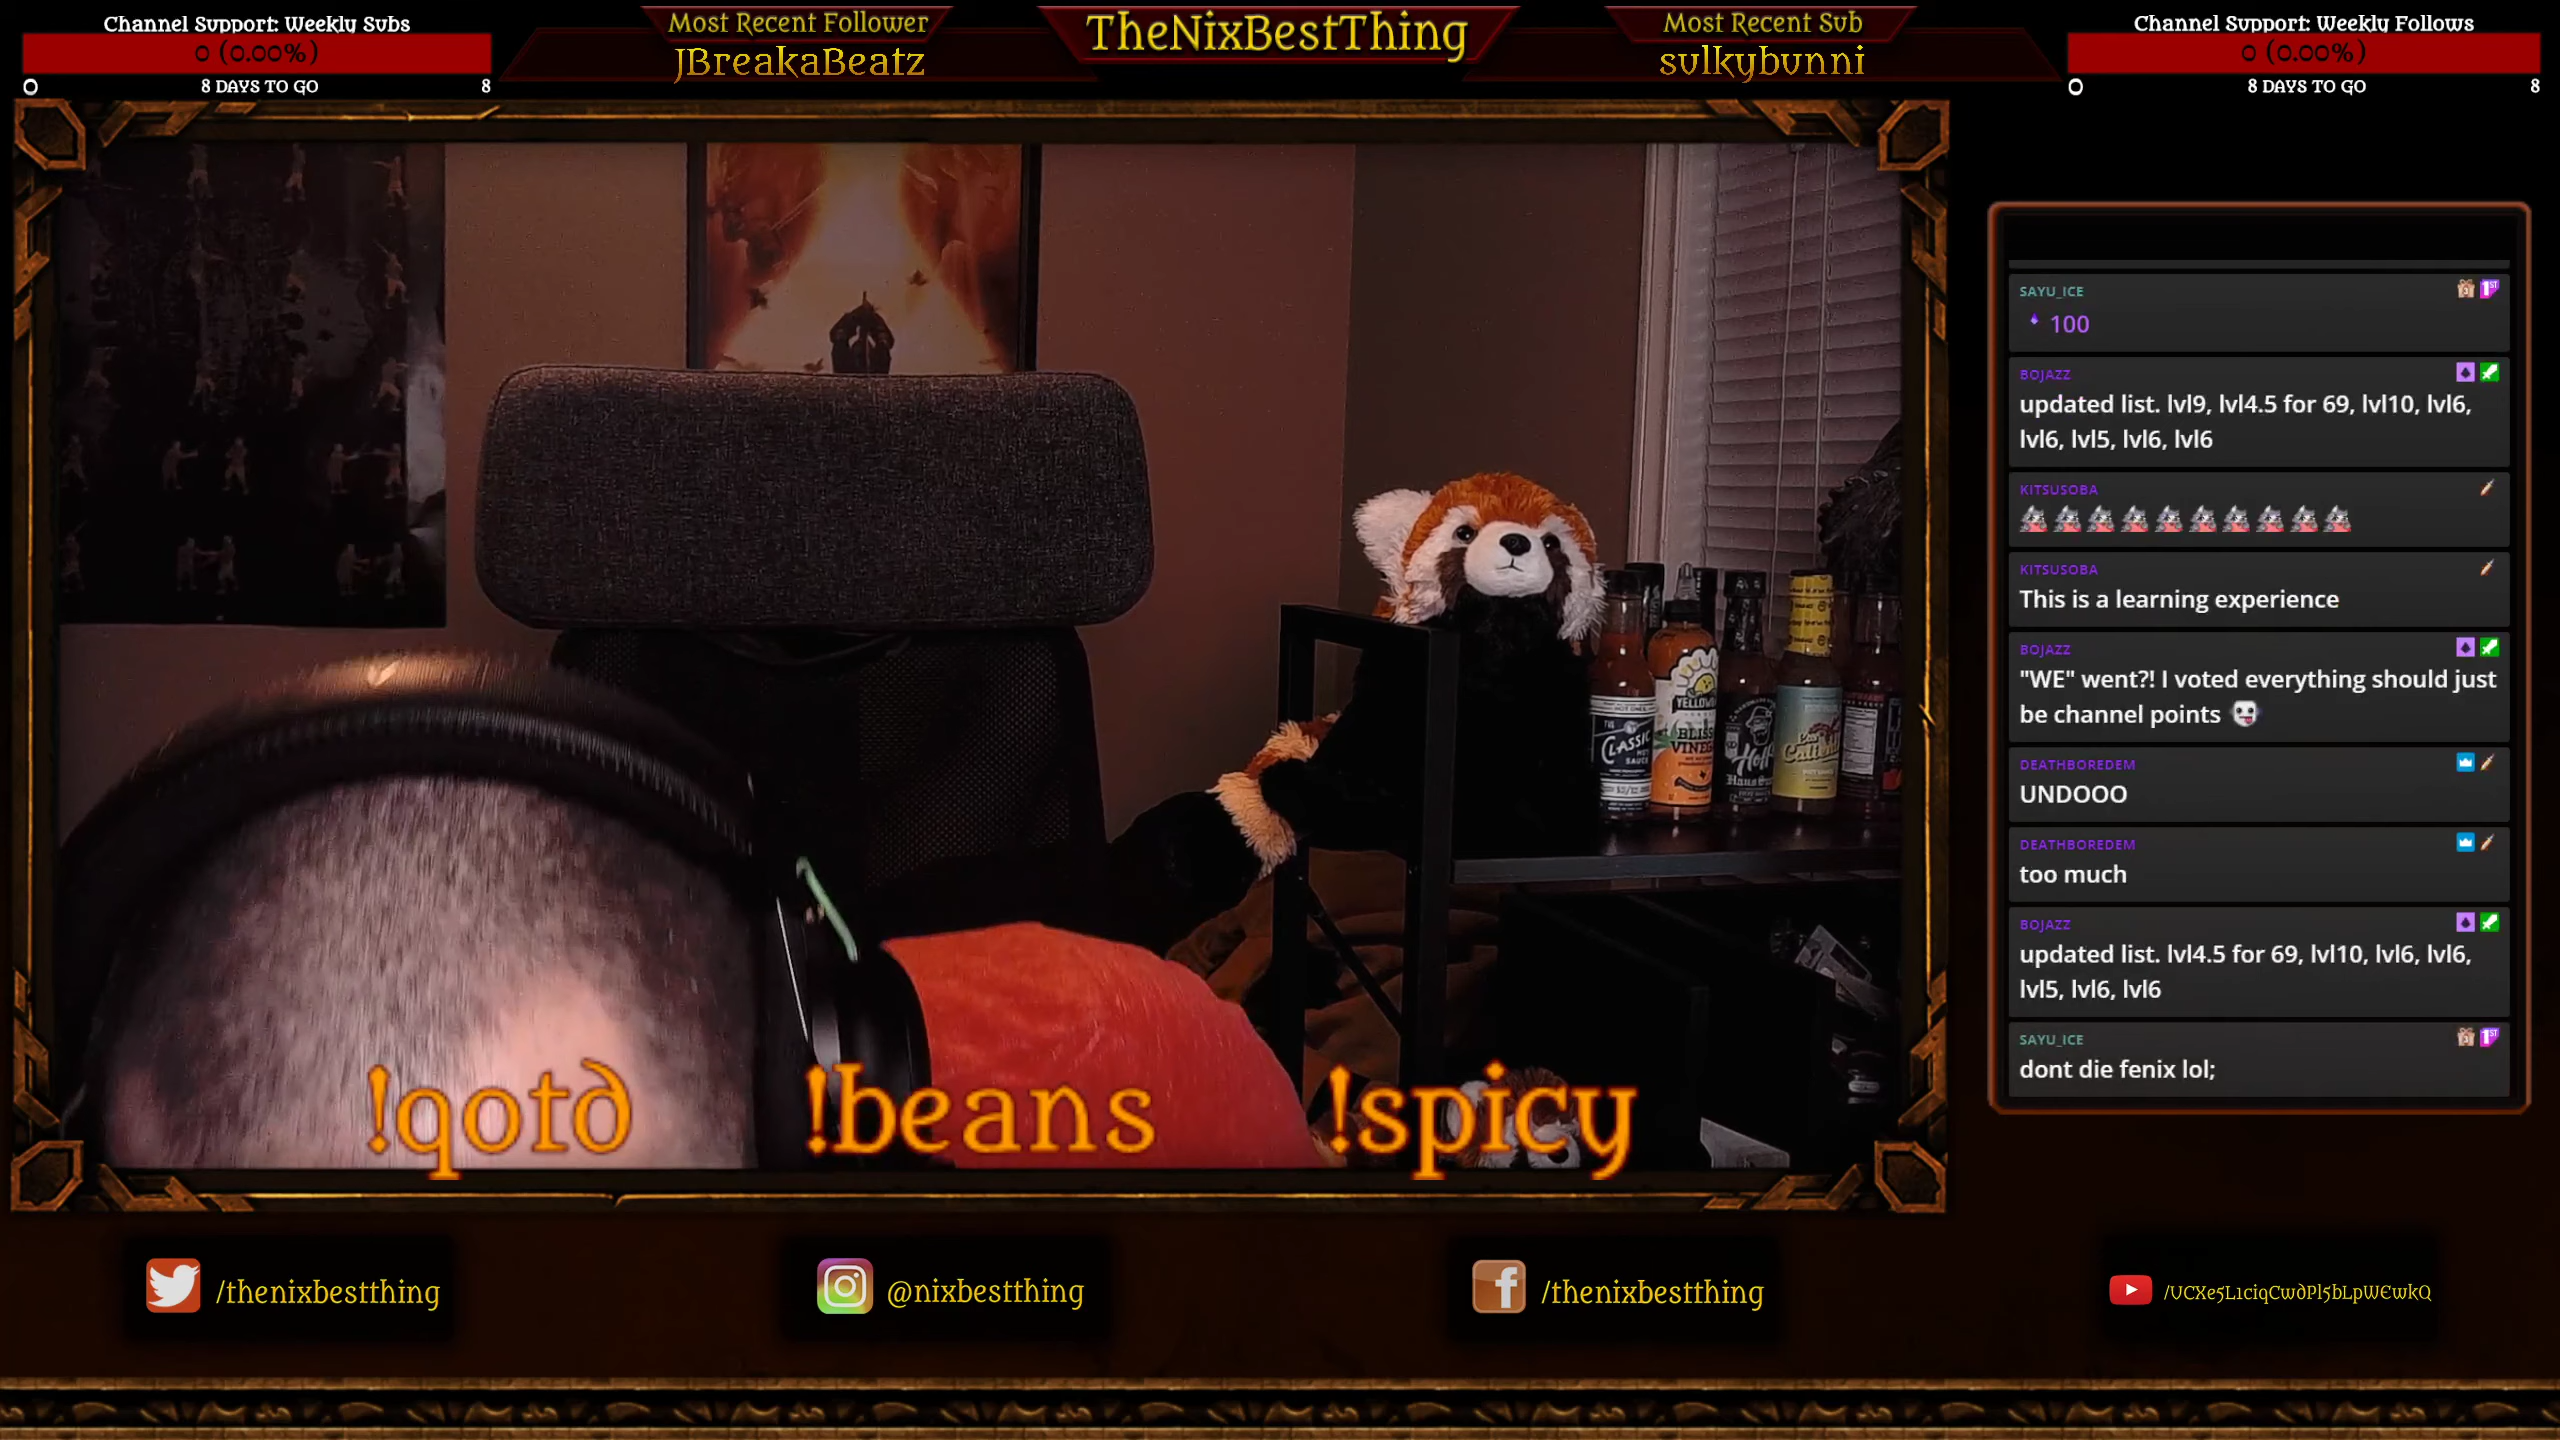 Channel Support: Weekly Subs
0 (0.00%)
0 8 DAYS TO GO 8
Most Recent Follower
JBreakaBeatz
TheNixBestThing
Most Recent Sub
sulkybunni
Channel Support: Weekly Follows
0 (0.00%)
0 8 DAYS TO GO 8
SAYU_ICE
100
BOJAZZ
updated list. lvl9, lvl4.5 for 69, lvl10, lvl6,
lvl6, lvl5, lvl6, lvl6
KITSUSOBA
KITSUSOBA
This is a learning experience
BOJAZZ
"WE" went?! I voted everything should just
be channel points
DEATHBOREDEM
UNDOOO
DEATHBOREDEM
too much
BOJAZZ
updated list. lvl4.5 for 69, lvl10, lvl6, lvl6,
lvl5, lvl6, lvl6
SAYU_ICE
dont die fenix lol;
THE
CLASSIC
!qotd !beans !spicy
/thenixbestthing
@nixbestthing
/thenixbestthing
/UCXe5L1ciqCwdPl5bLpWEwkQ